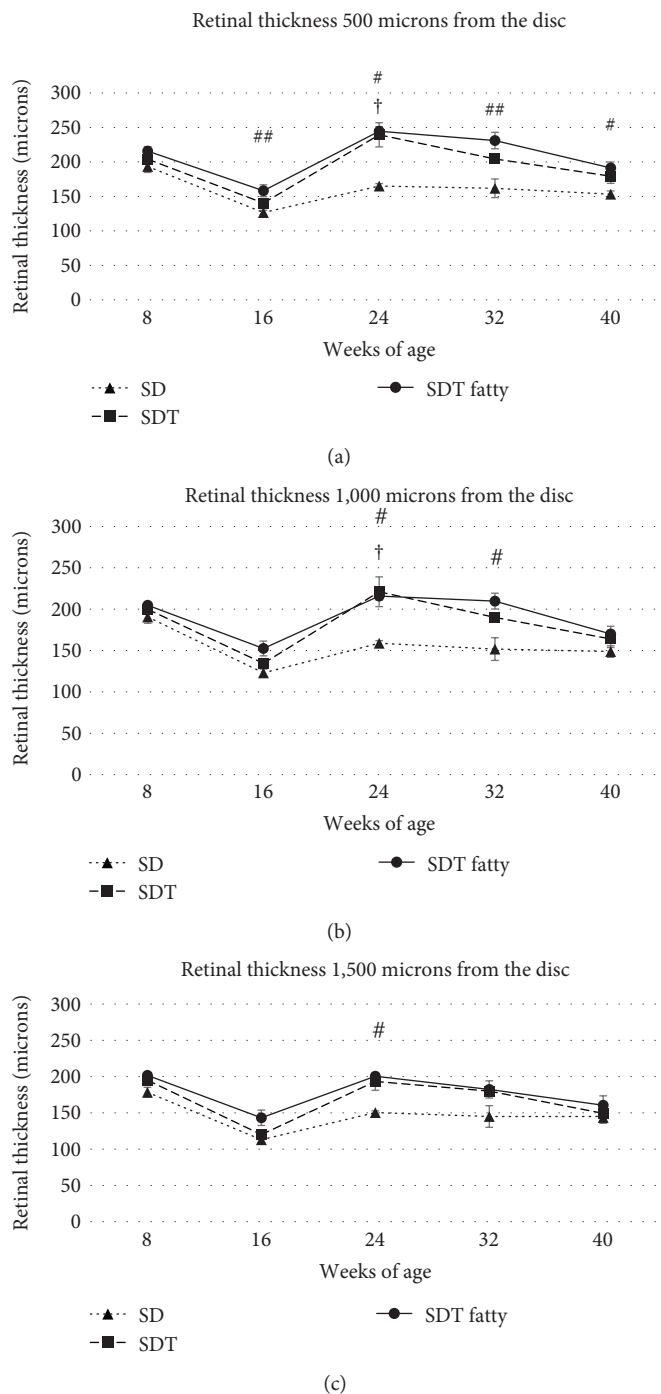 Retinal thickness 500 microns from the disc
#
## † ## #
300
250
200
150
100
50
0
Retinal thickness (microns)
8 16 24 32 40
Weeks of age
SD SDT fatty
SDT
(a)
Retinal thickness 1,000 microns from the disc
#
† #
300
250
200
150
100
50
0
Retinal thickness (microns)
8 16 24 32 40
Weeks of age
SD SDT fatty
SDT
(b)
Retinal thickness 1,500 microns from the disc
#
300
250
200
150
100
50
0
Retinal thickness (microns)
8 16 24 32 40
Weeks of age
SD SDT fatty
SDT
(c)